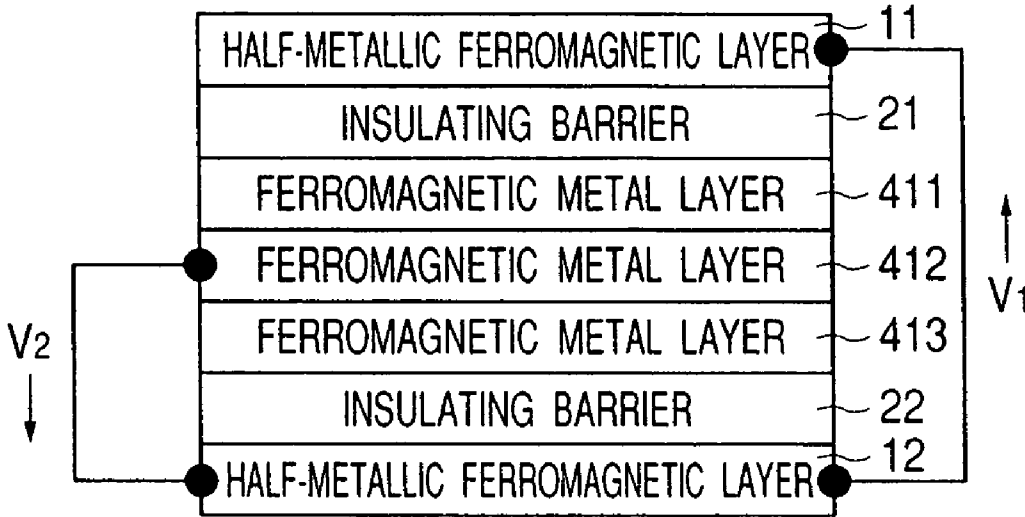 HALF-METALLIC FERROMAGNETIC LAYER 11
INSULATING BARRIER 21
FERROMAGNETIC METAL LAYER 411
FERROMAGNETIC METAL LAYER 412
V1
FERROMAGNETIC METAL LAYER 413
V2
INSULATING BARRIER 22
HALF-METALLIC FERROMAGNETIC LAYER 12